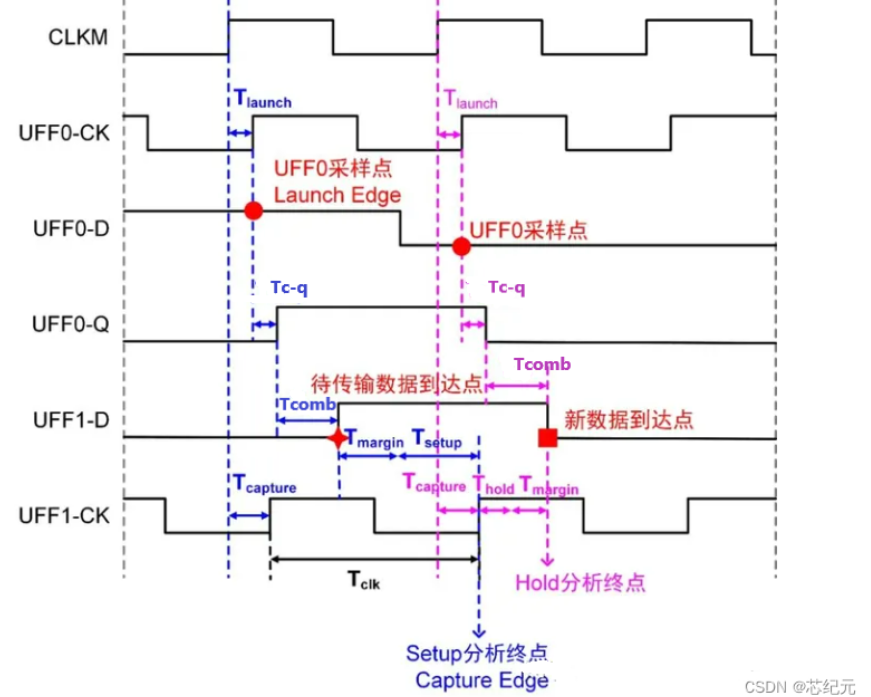 CLKM
Tlaunch
Tlaunch
UFF0-CK
UFF0采样点
Launch Edge
UFF0-D
UFF0采样点
Tc-q
Tc-q
UFF0-Q
Tcomb
待传输数据到达点
Tcomb
新数据到达点
UFF1-D
Tmargin
Tsetup
Tcapture
Tcapture
Thold
Tmargin
UFF1-CK
Tclk
Hold分析终点
Setup分析终点
Capture Edge
CSDN @芯纪元